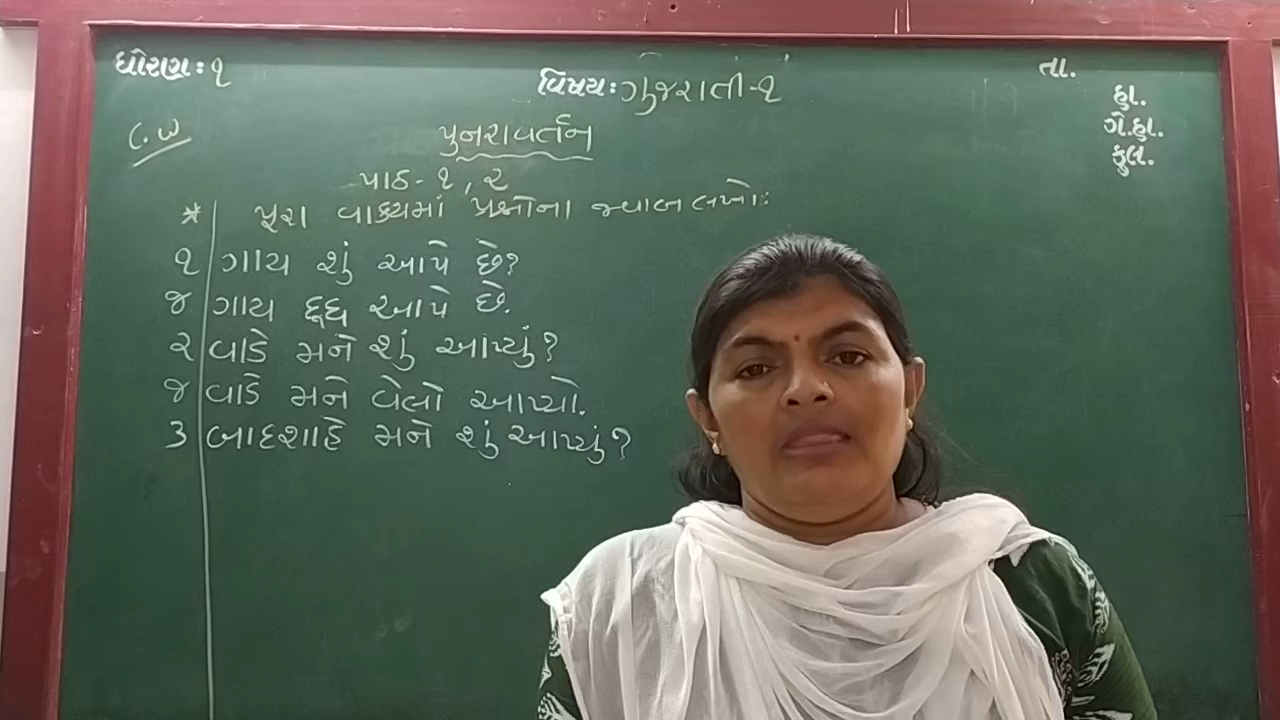 ધોરણ: ૧
વિષય: ગુજરાતી-૧
તા.
હા.
ગે.હા.
કુલ.
C.W
પુનરાવર્તન
પાઠ-૧,૨
* પૂરા વાક્યમાં પ્રશ્નોના જવાબ લખો:
૧ ગાય શું આપે છે?
જ ગાય દૂધ આપે છે.
૨ વાડે મને શું આપ્યું?
જ વાડે મને વેલો આપ્યો.
૩ બાદશાહે મને શું આપ્યું?